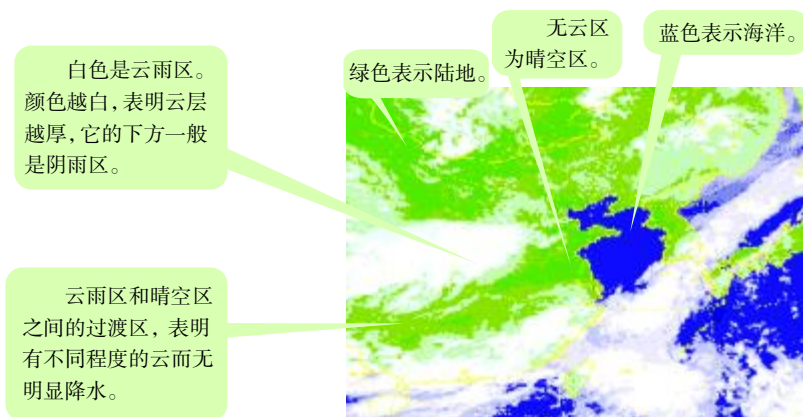 白色是云雨区。
颜色越白，表明云层
越厚，它的下方一般
是阴雨区。
绿色表示陆地。
无云区
为晴空区。
蓝色表示海洋。
云雨区和晴空区
之间的过渡区，表明
有不同程度的云而无
明显降水。